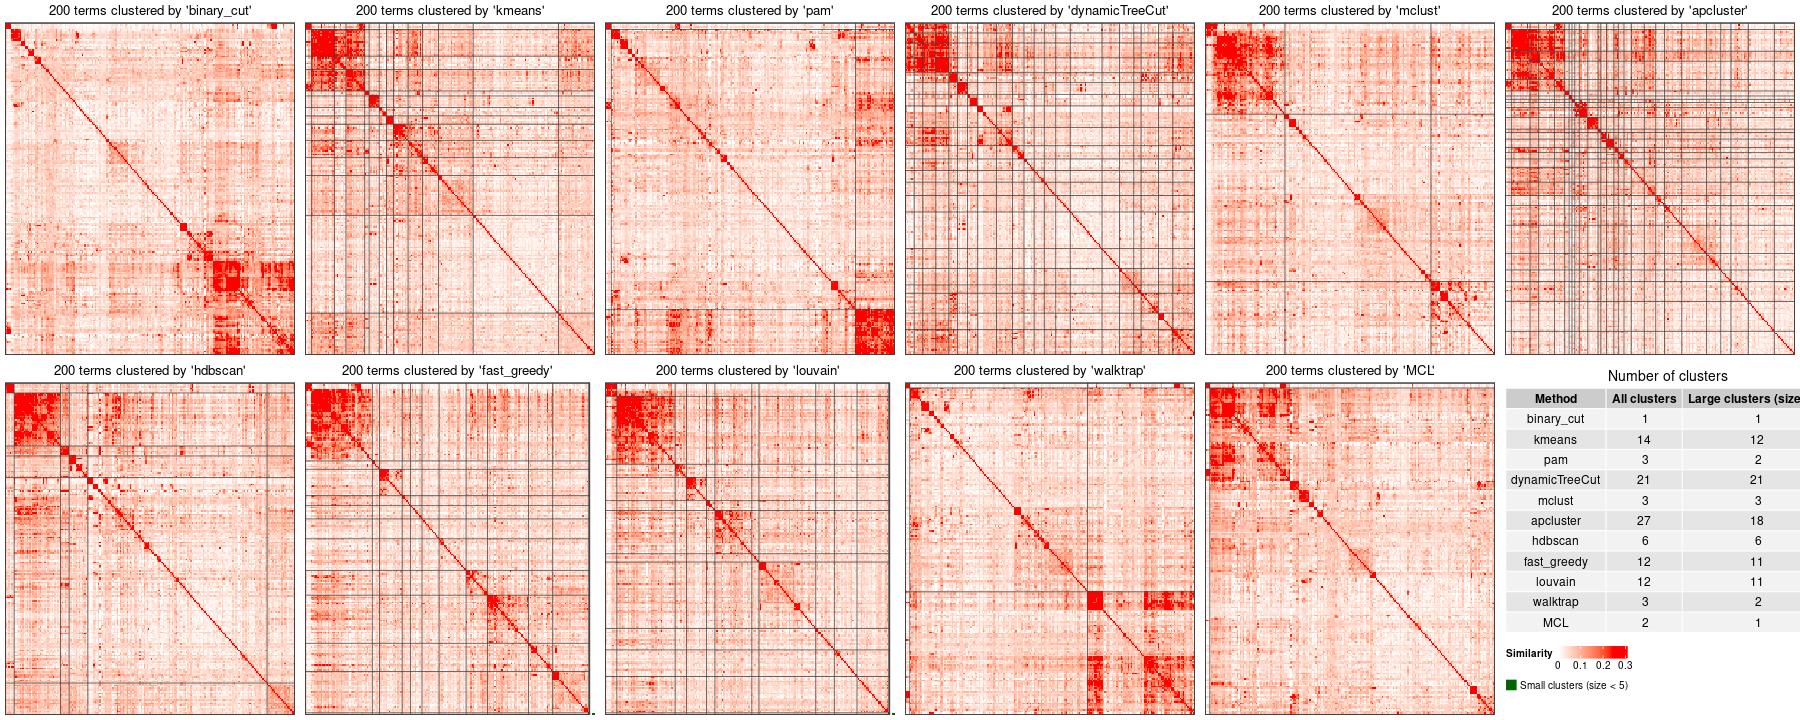 200 terms clustered by 'binary_cut'
200 terms clustered by 'kmeans'
200 terms clustered by 'pam'
200 terms clustered by 'dynamicTreeCut'
200 terms clustered by 'mclust'
200 terms clustered by 'apcluster'
200 terms clustered by 'hdbscan'
200 terms clustered by 'fast_greedy'
200 terms clustered by 'louvain'
200 terms clustered by 'walktrap'
200 terms clustered by 'MCL'
Number of clusters
Method All clusters Large clusters (size
binary_cut 1 1
kmeans 14 12
pam 3 2
dynamicTreeCut 21 21
mclust 3 3
apcluster 27 18
hdbscan 6 6
fast_greedy 12 11
louvain 12 11
walktrap 3 2
MCL 2 1
Similarity
0 0.1 0.2 0.3
Small clusters (size < 5)